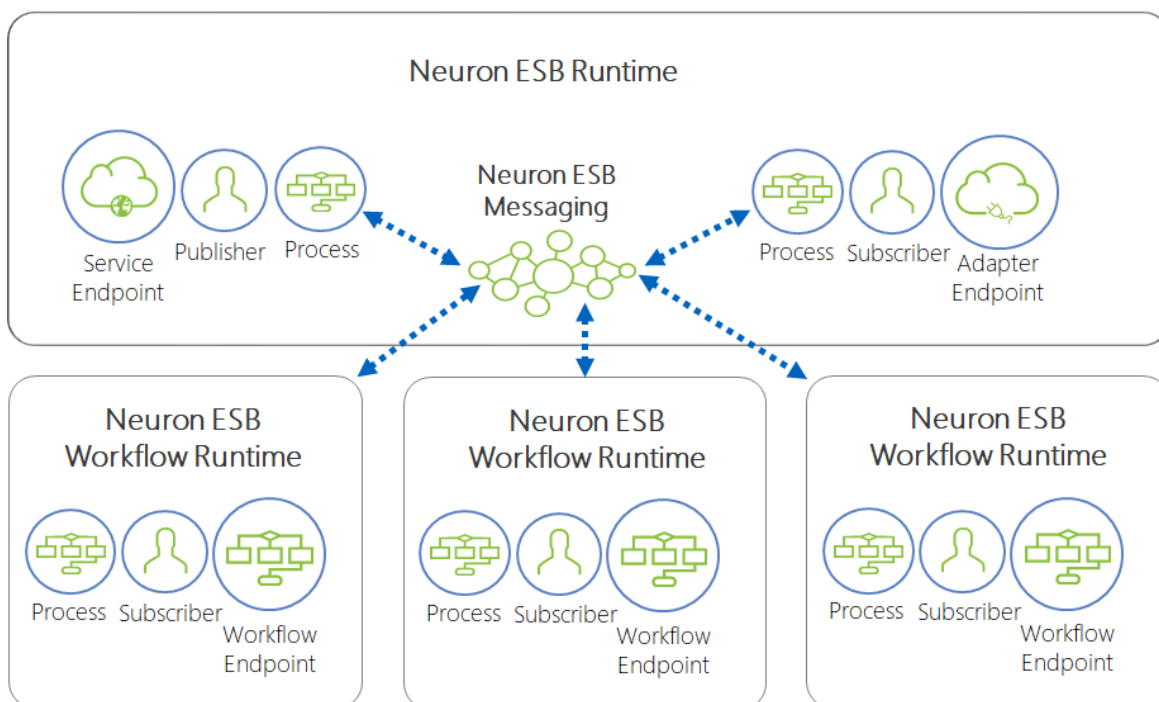 Neuron ESB Runtime
Neuron ESB
Messaging
Service
Endpoint
Publisher
Process
Process
Subscriber
Adapter
Endpoint
Neuron ESB
Workflow Runtime
Process
Subscriber
Workflow
Endpoint
Neuron ESB
Workflow Runtime
Process
Subscriber
Workflow
Endpoint
Neuron ESB
Workflow Runtime
Process
Subscriber
Workflow
Endpoint